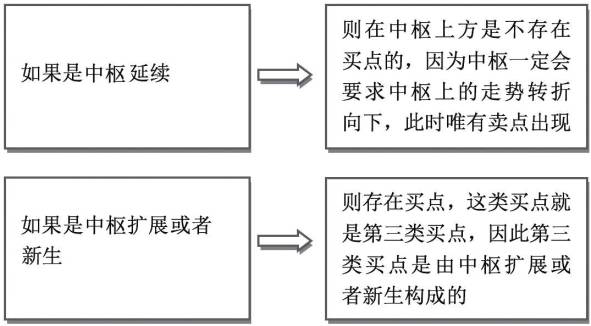 如果是中枢延续
则在中枢上方是不存在
买点的，因为中枢一定会
要求中枢上的走势转折
向下，此时唯有卖点出现
如果是中枢扩展或者
新生
则存在买点，这类买点就
是第三类买点，因此第三
类买点是由中枢扩展或
者新生构成的